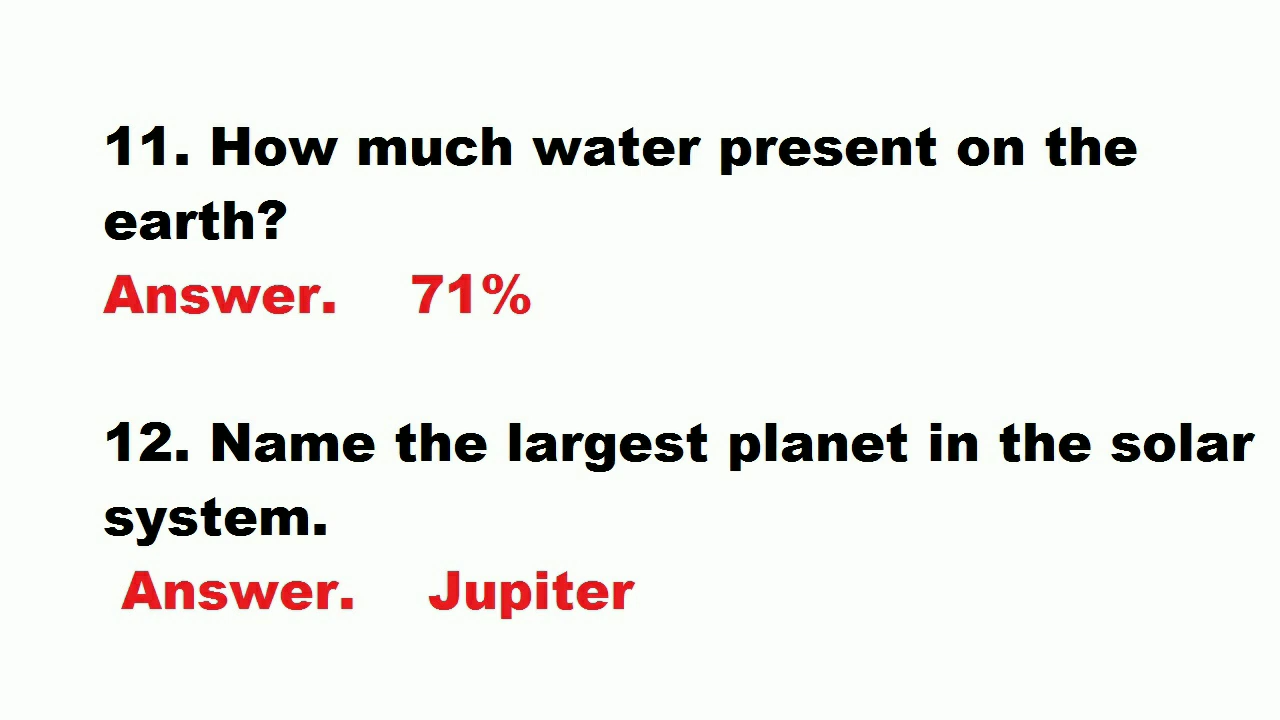 11. How much water present on the
earth?
Answer. 71%
12. Name the largest planet in the solar
system.
Answer. Jupiter